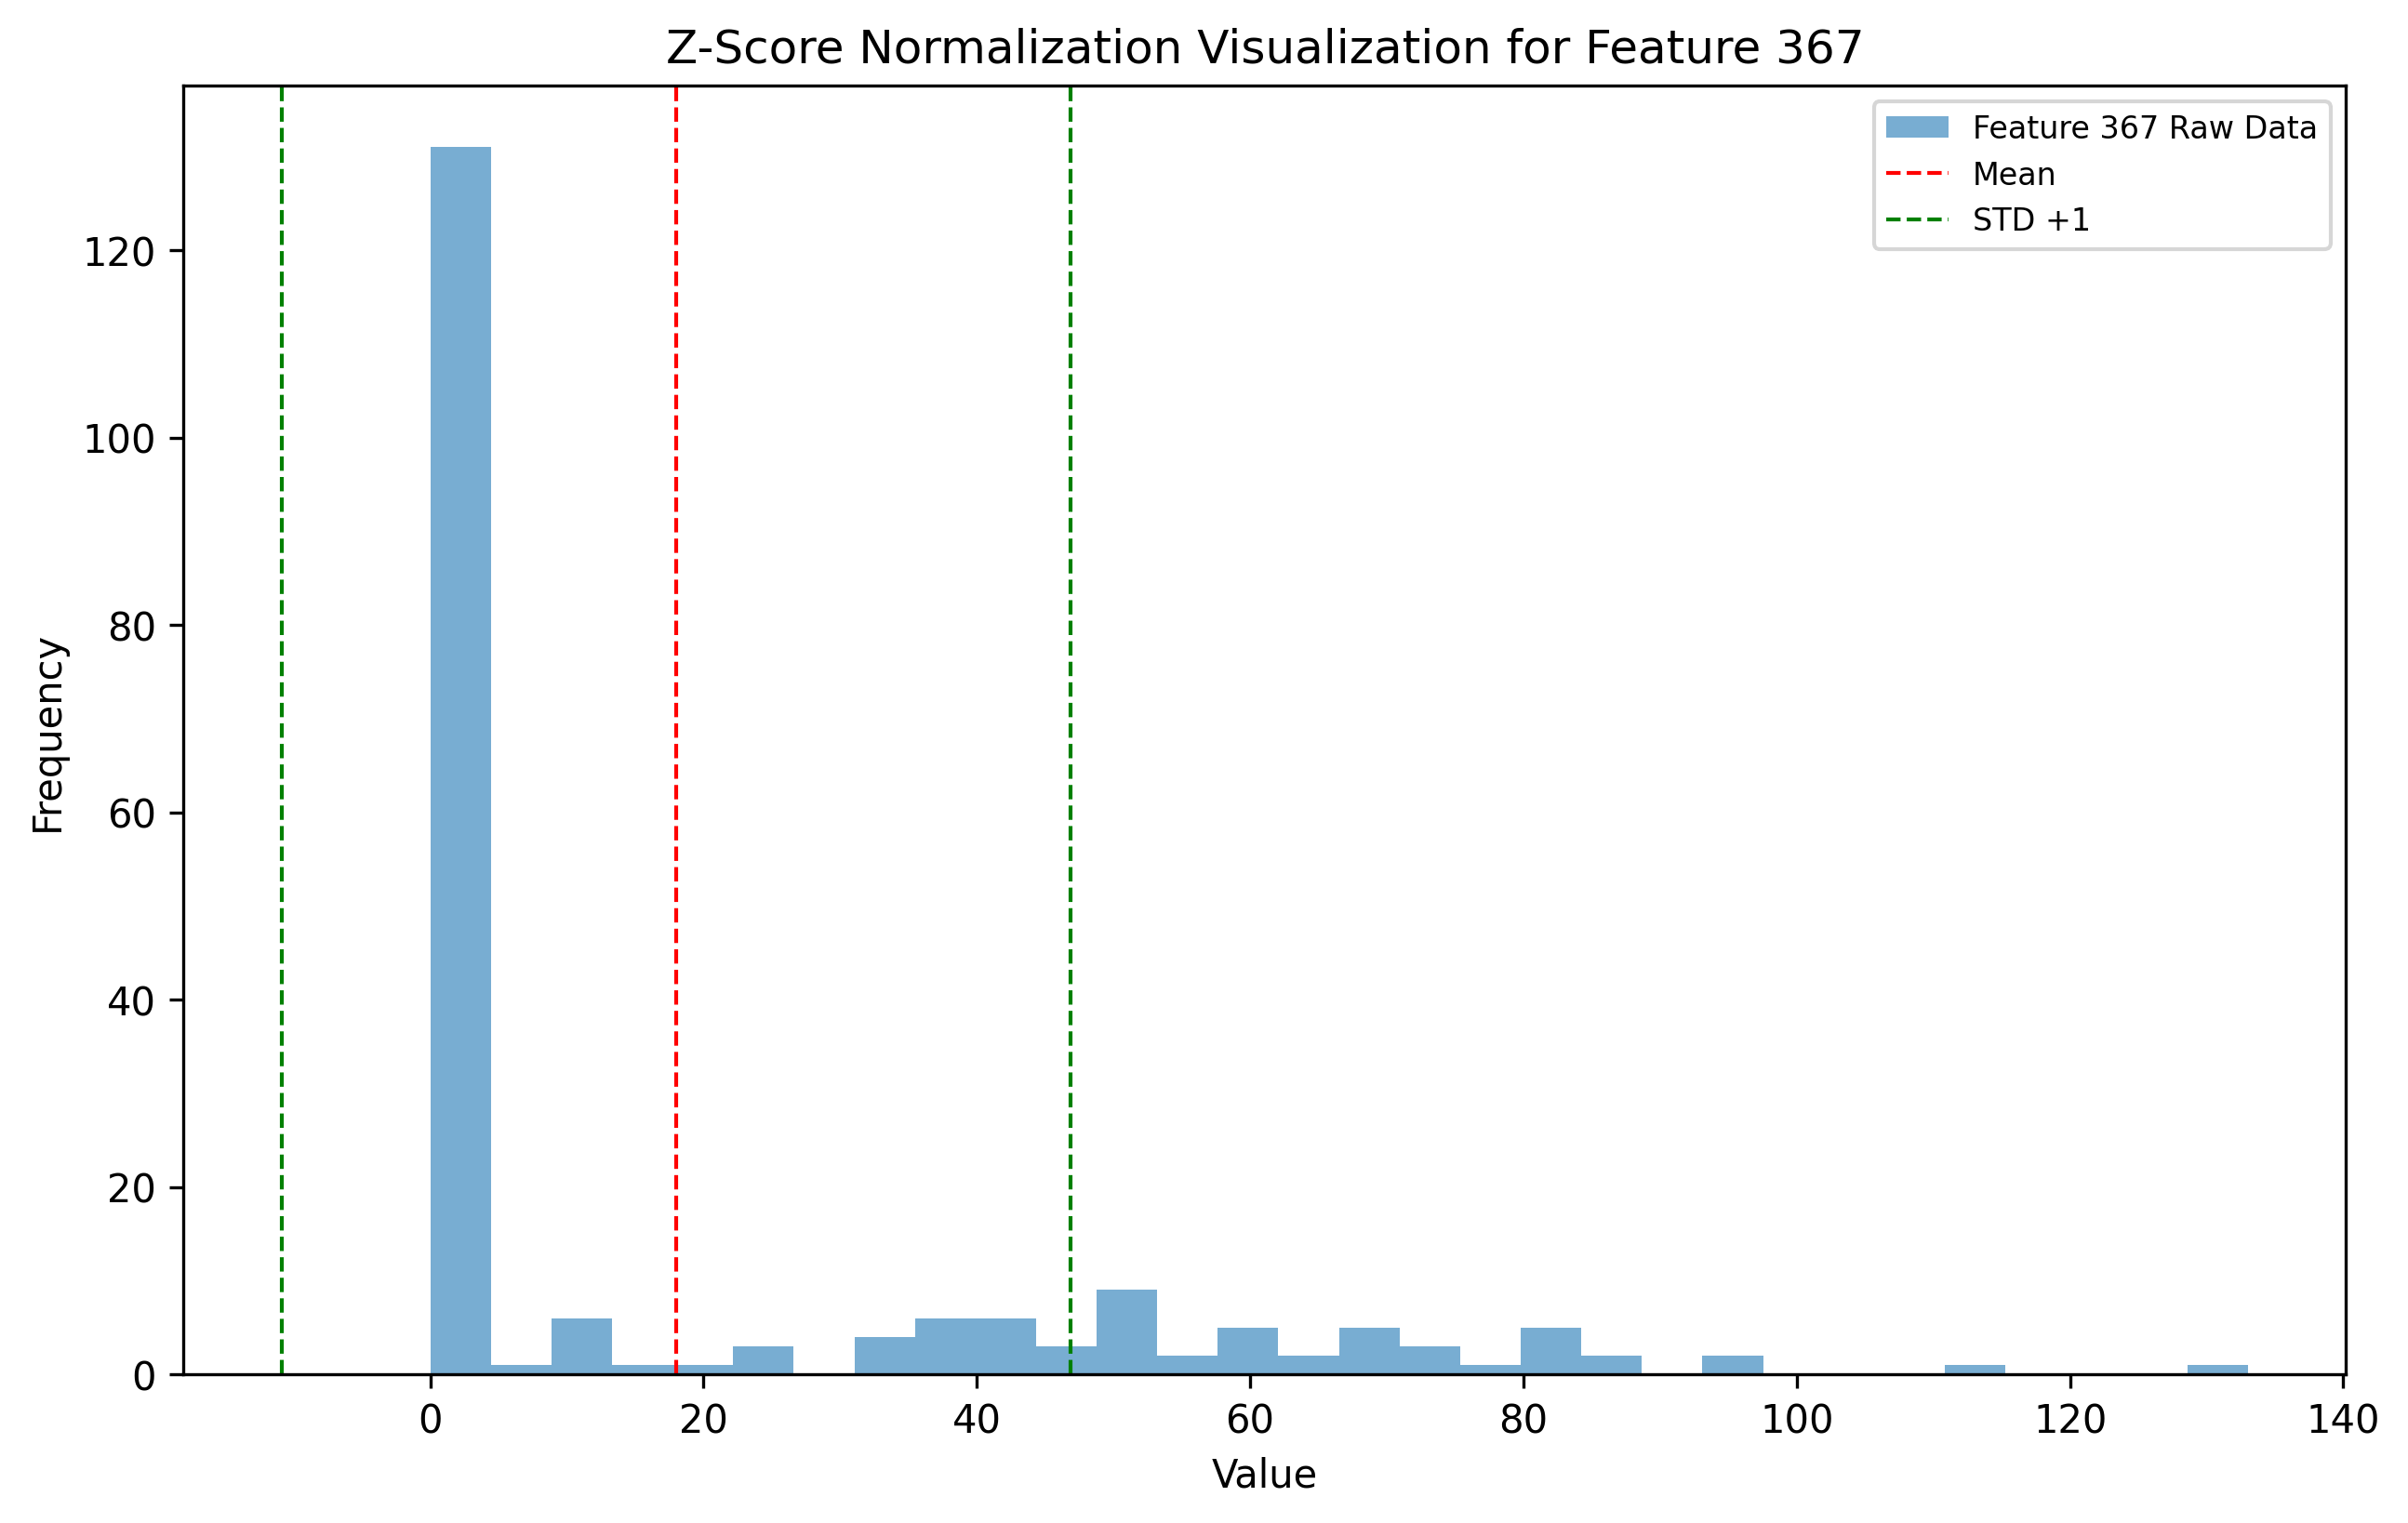 Z-Score Normalization Visualization for Feature 367
Feature 367 Raw Data
Mean
STD +1
Frequency
120
100
80
60
40
20
0
0 20 40 60 80 100 120 140
Value